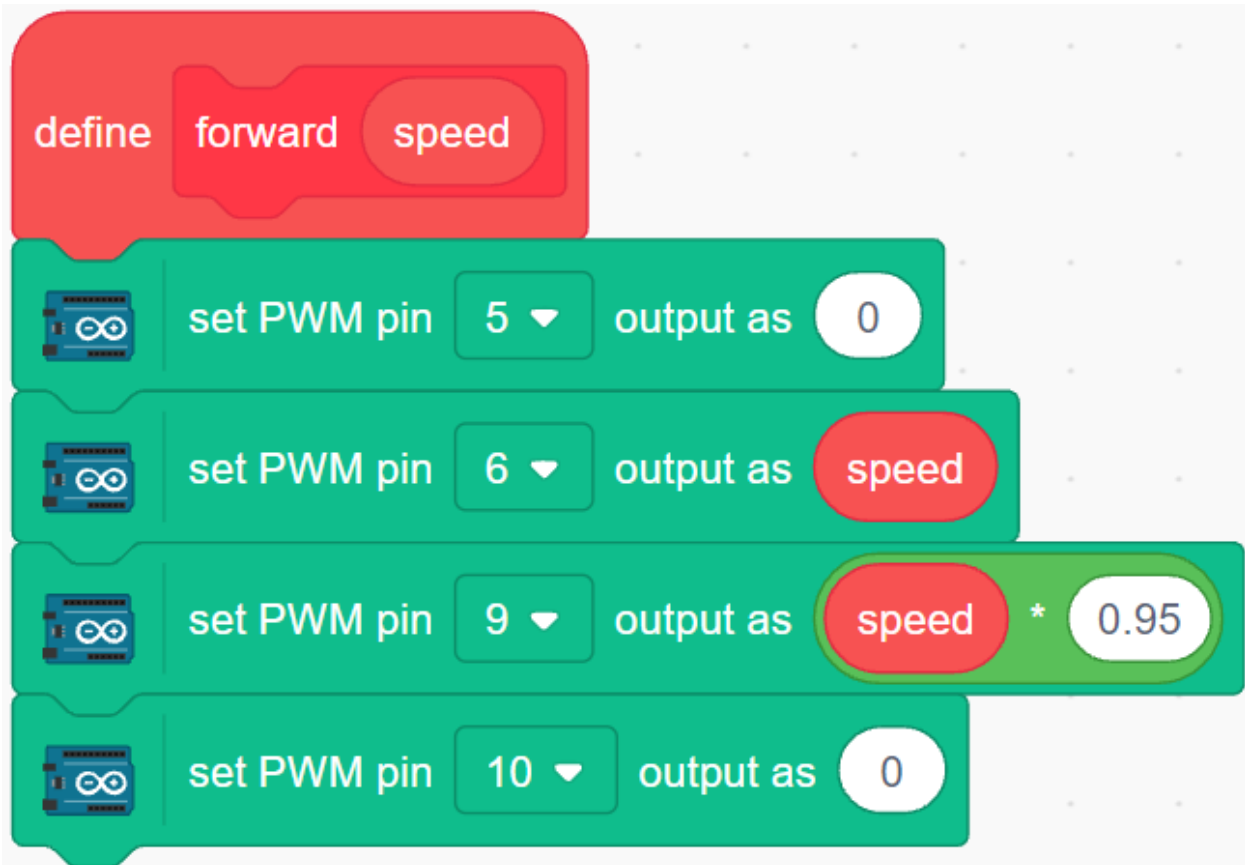 define forward speed
set PWM pin 5 output as 0
set PWM pin 6 output as speed
set PWM pin 9 output as speed * 0.95
set PWM pin 10 output as 0